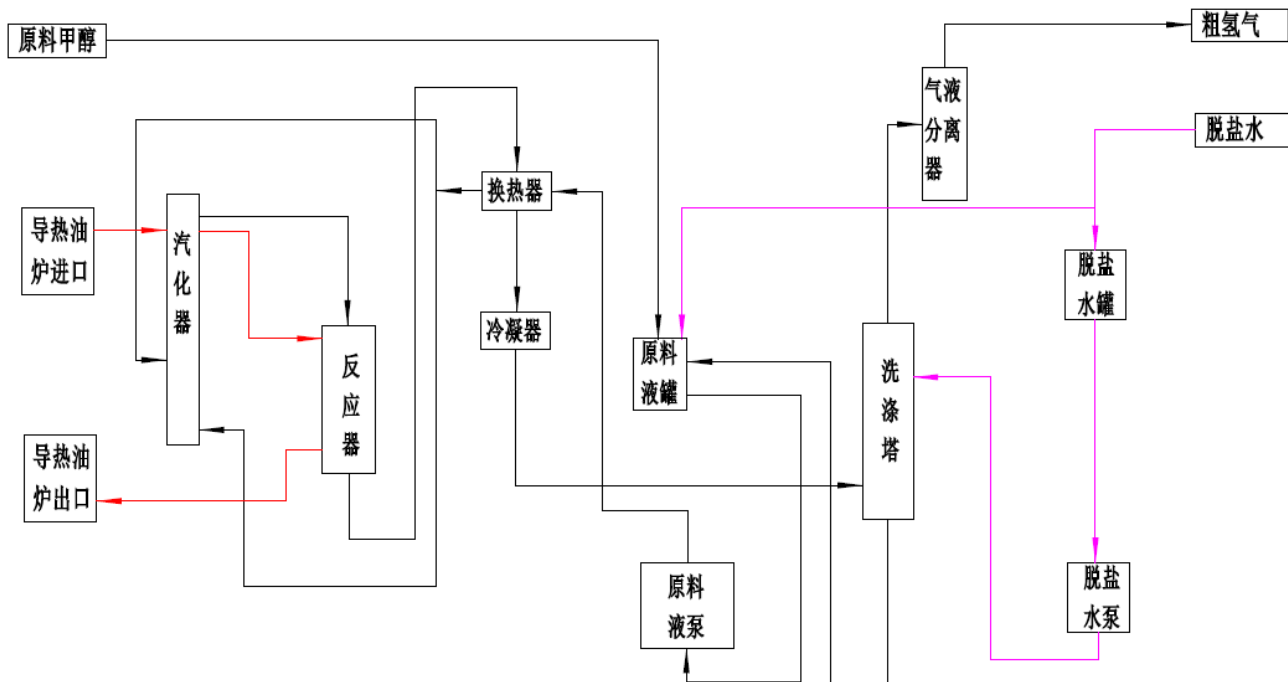 原料甲醇
粗氢气
气液
分离
器
脱盐水
换热器
导热油
炉进口
汽
化
器
脱盐
水罐
冷凝器
原料
液罐
反
应
器
洗
涤
塔
导热油
炉出口
原料
液泵
脱盐
水泵